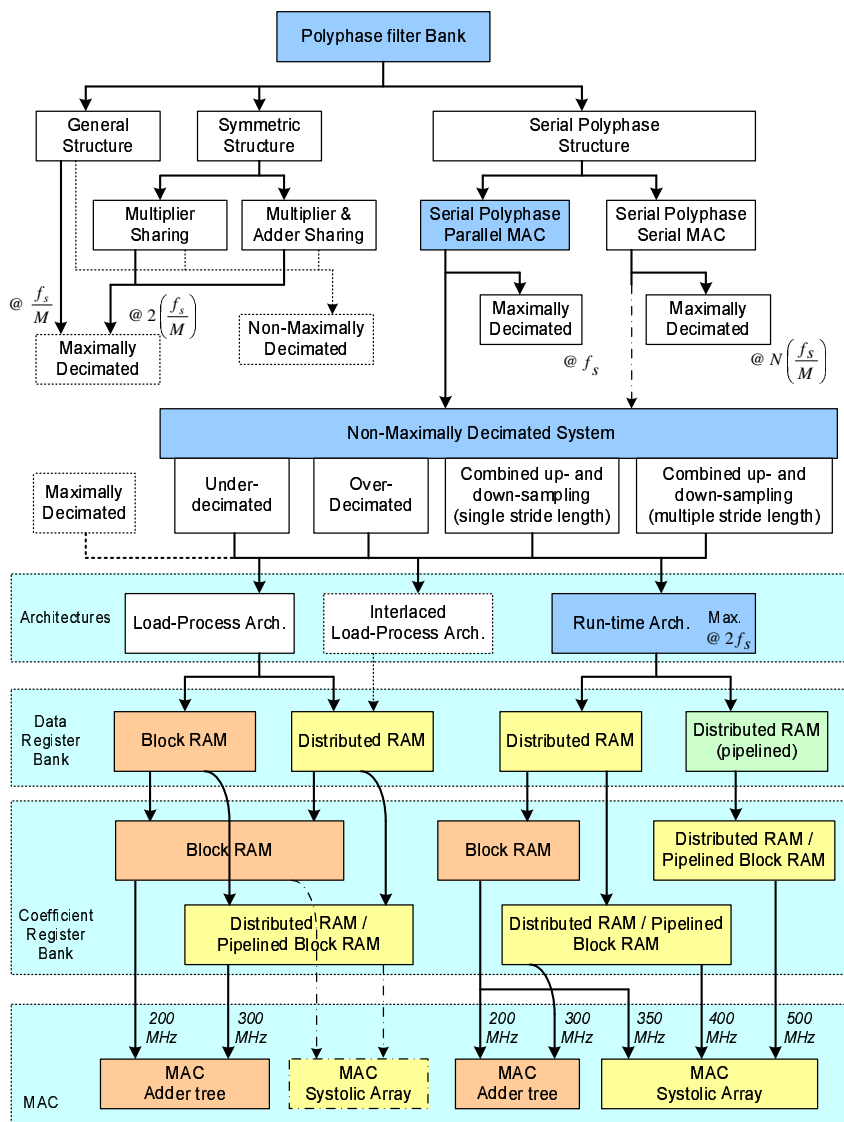 Polyphase filter Bank
General
Structure
Symmetric
Structure
Serial Polyphase
Structure
Multiplier
Sharing
Multiplier &
Adder Sharing
Serial Polyphase
Parallel MAC
Serial Polyphase
Serial MAC
@ f_s/M
@ 2(f_s/M)
Maximally
Decimated
Non-Maximally
Decimated
Maximally
Decimated
@ f_s
Maximally
Decimated
@ N(f_s/M)
Non-Maximally Decimated System
Maximally
Decimated
Under-
decimated
Over-
Decimated
Combined up- and
down-sampling
(single stride length)
Combined up- and
down-sampling
(multiple stride length)
Architectures
Load-Process Arch.
Interlaced
Load-Process Arch.
Run-time Arch.
Max.
@ 2f_s
Data
Register
Bank
Block RAM
Distributed RAM
Distributed RAM
Distributed RAM
(pipelined)
Coefficient
Register
Bank
Block RAM
Block RAM
Distributed RAM /
Pipelined Block RAM
Distributed RAM /
Pipelined Block RAM
Distributed RAM / Pipelined
Block RAM
200
MHz
300
MHz
200
MHz
300
MHz
350
MHz
400
MHz
500
MHz
MAC
MAC
Adder tree
MAC
Systolic Array
MAC
Adder tree
MAC
Systolic Array